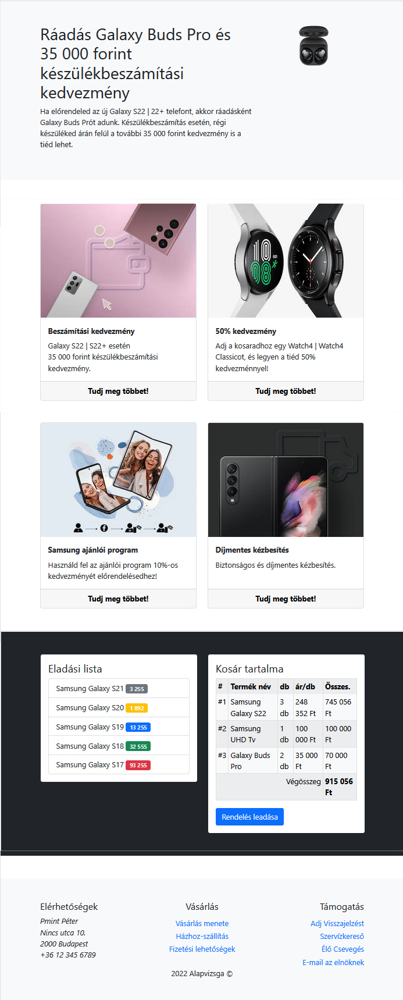 Ráadás Galaxy Buds Pro és
35 000 forint
készülékbeszámítási
kedvezmény
Ha előrendeled az új Galaxy S22 | 22+ telefont, akkor ráadásként
Galaxy Buds Prót adunk. Készülékbeszámítás esetén, régi
készüléked árán felül a további 35 000 forint kedvezmény is a
tiéd lehet.
Beszámítási kedvezmény
Galaxy S22 | S22+ esetén
35 000 forint készülékbeszámítási
kedvezmény.
Tudj meg többet!
10
08
GO!
50% kedvezmény
Adj a kosaradhoz egy Watch4 | Watch4
Classicot, és legyen a tiéd 50%
kedvezménnyel!
Tudj meg többet!
Samsung ajánlói program
Használd fel az ajánlói program 10%-os
kedvezményét előrendelésedhez!
Tudj meg többet!
Díjmentes kézbesítés
Biztonságos és díjmentes kézbesítés.
Tudj meg többet!
Eladási lista
Samsung Galaxy S21 3 255
Samsung Galaxy S20 1 892
Samsung Galaxy S19 13 255
Samsung Galaxy S18 32 555
Samsung Galaxy S17 93 255
Kosár tartalma
# Termék név db ár/db Összes.
#1 Samsung 3 248 745 056
Galaxy S22 db 352 Ft Ft
#2 Samsung 1 100 100 000
UHD Tv db 000 Ft Ft
#3 Galaxy Buds 2 35 000 70 000
Pro db Ft Ft
Végösszeg 915 056
Ft
Rendelés leadása
Elérhetőségek
Pmint Péter
Nincs utca 10.
2000 Budapest
+36 12 345 6789
Vásárlás
Vásárlás menete
Házhoz-szállítás
Fizetési lehetőségek
Támogatás
Adj Visszajelzést
Szervízkereső
Élő Csevegés
E-mail az elnöknek
2022 Alapvizsga ©